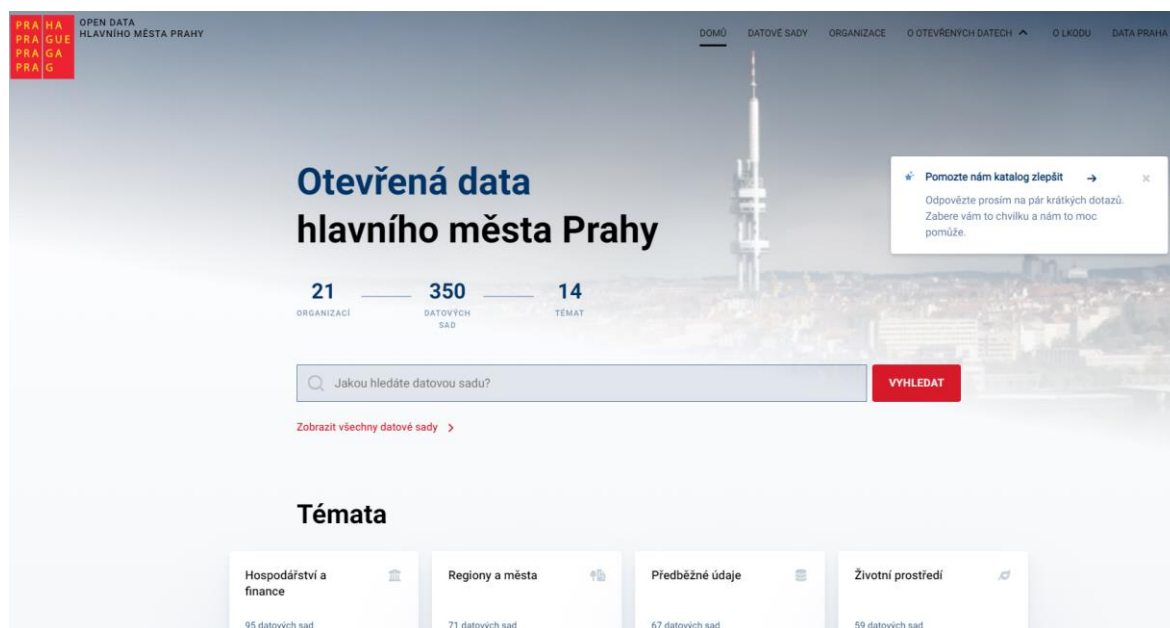 PRA HA
PRA GUE
PRA GA
PRA G
OPEN DATA
HLAVNÍHO MĚSTA PRAHY
DOMŮ DATOVÉ SADY ORGANIZACE O OTEVŘENÝCH DATECH O LKODU DATA PRAHA
Pomozte nám katalog zlepšit
Odpovězte prosím na pár krátkých dotazů.
Zabere vám to chvilku a nám to moc
pomůže.
Otevřená data
hlavního města Prahy
21 350 14
ORGANIZACÍ DATOVÝCH TÉMAT
SAD
Jakou hledáte datovou sadu?
VYHLEDAT
Zobrazit všechny datové sady
Témata
Hospodářství a
finance
95 datových sad
Regiony a města
71 datových sad
Předběžné údaje
67 datových sad
Životní prostředí
59 datových sad